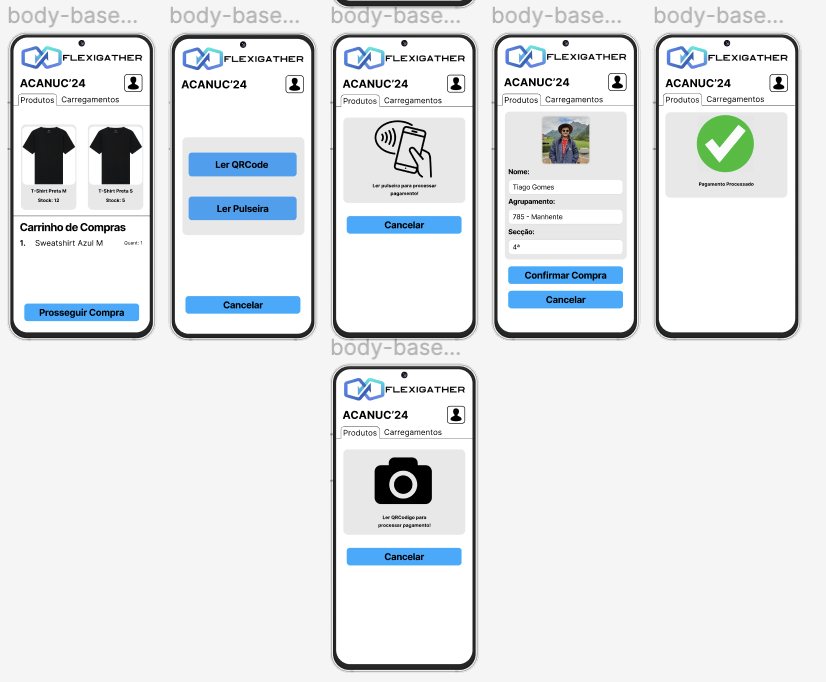 body-base...
body-base...
body-base...
body-base...
body-base...
FLEXIGATHER
ACANUC'24
Produtos
Carregamentos
T-Shirt Preta M
Stock: 12
T-Shirt Preta S
Stock: 5
Carrinho de Compras
1. Sweatshirt Azul M Quant: 1
Prosseguir Compra
FLEXIGATHER
ACANUC'24
Ler QRCode
Ler Pulseira
Cancelar
FLEXIGATHER
ACANUC'24
Produtos
Carregamentos
Ler pulseira para processar
pagamento!
Cancelar
FLEXIGATHER
ACANUC'24
Produtos
Carregamentos
Nome:
Tiago Gomes
Agrupamento:
785 - Manhente
Secção:
4ª
Confirmar Compra
Cancelar
FLEXIGATHER
ACANUC'24
Produtos
Carregamentos
Pagamento Processado
body-base...
FLEXIGATHER
ACANUC'24
Produtos
Carregamentos
Ler QRCodigo para
processar pagamento!
Cancelar